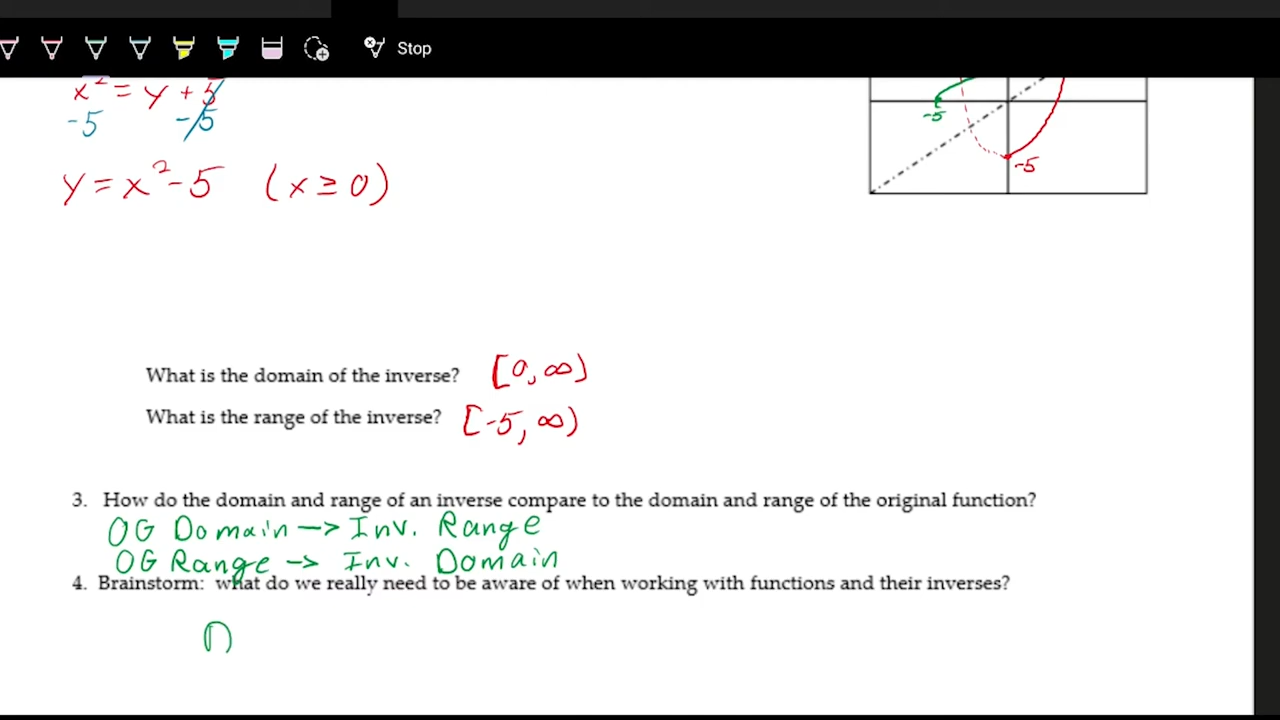 Stop
x² = y + 5
-5 -5
-5
-5
y = x² - 5 (x ≥ 0)
What is the domain of the inverse? [0, ∞)
What is the range of the inverse? [-5, ∞)
3. How do the domain and range of an inverse compare to the domain and range of the original function?
OG Domain -> Inv. Range
OG Range -> Inv. Domain
4. Brainstorm: what do we really need to be aware of when working with functions and their inverses?